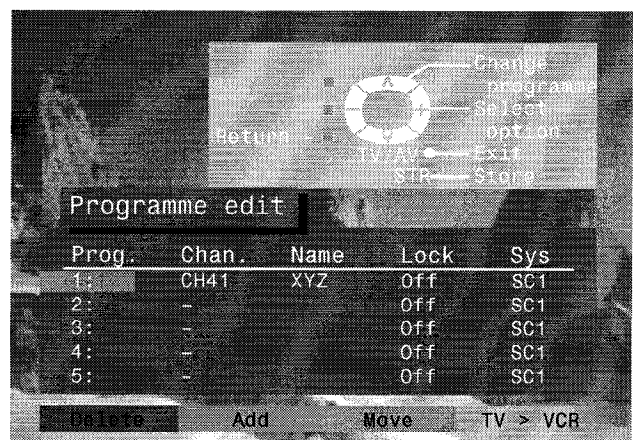 Change
programme
Select
option
Return
TV/AV Exit
STR Store
Programme edit
Prog. Chan. Name Lock Sys
1: CH41 XYZ Off SC1
2: - Off SC1
3: - Off SC1
4: - Off SC1
5: - Off SC1
Delete Add Move TV > VCR